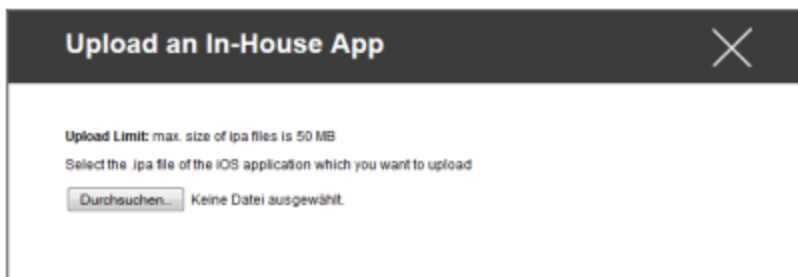 Upload an In-House App
Upload Limit: max. size of ipa files is 50 MB
Select the .ipa file of the iOS application which you want to upload
Durchsuchen... Keine Datei ausgewählt.